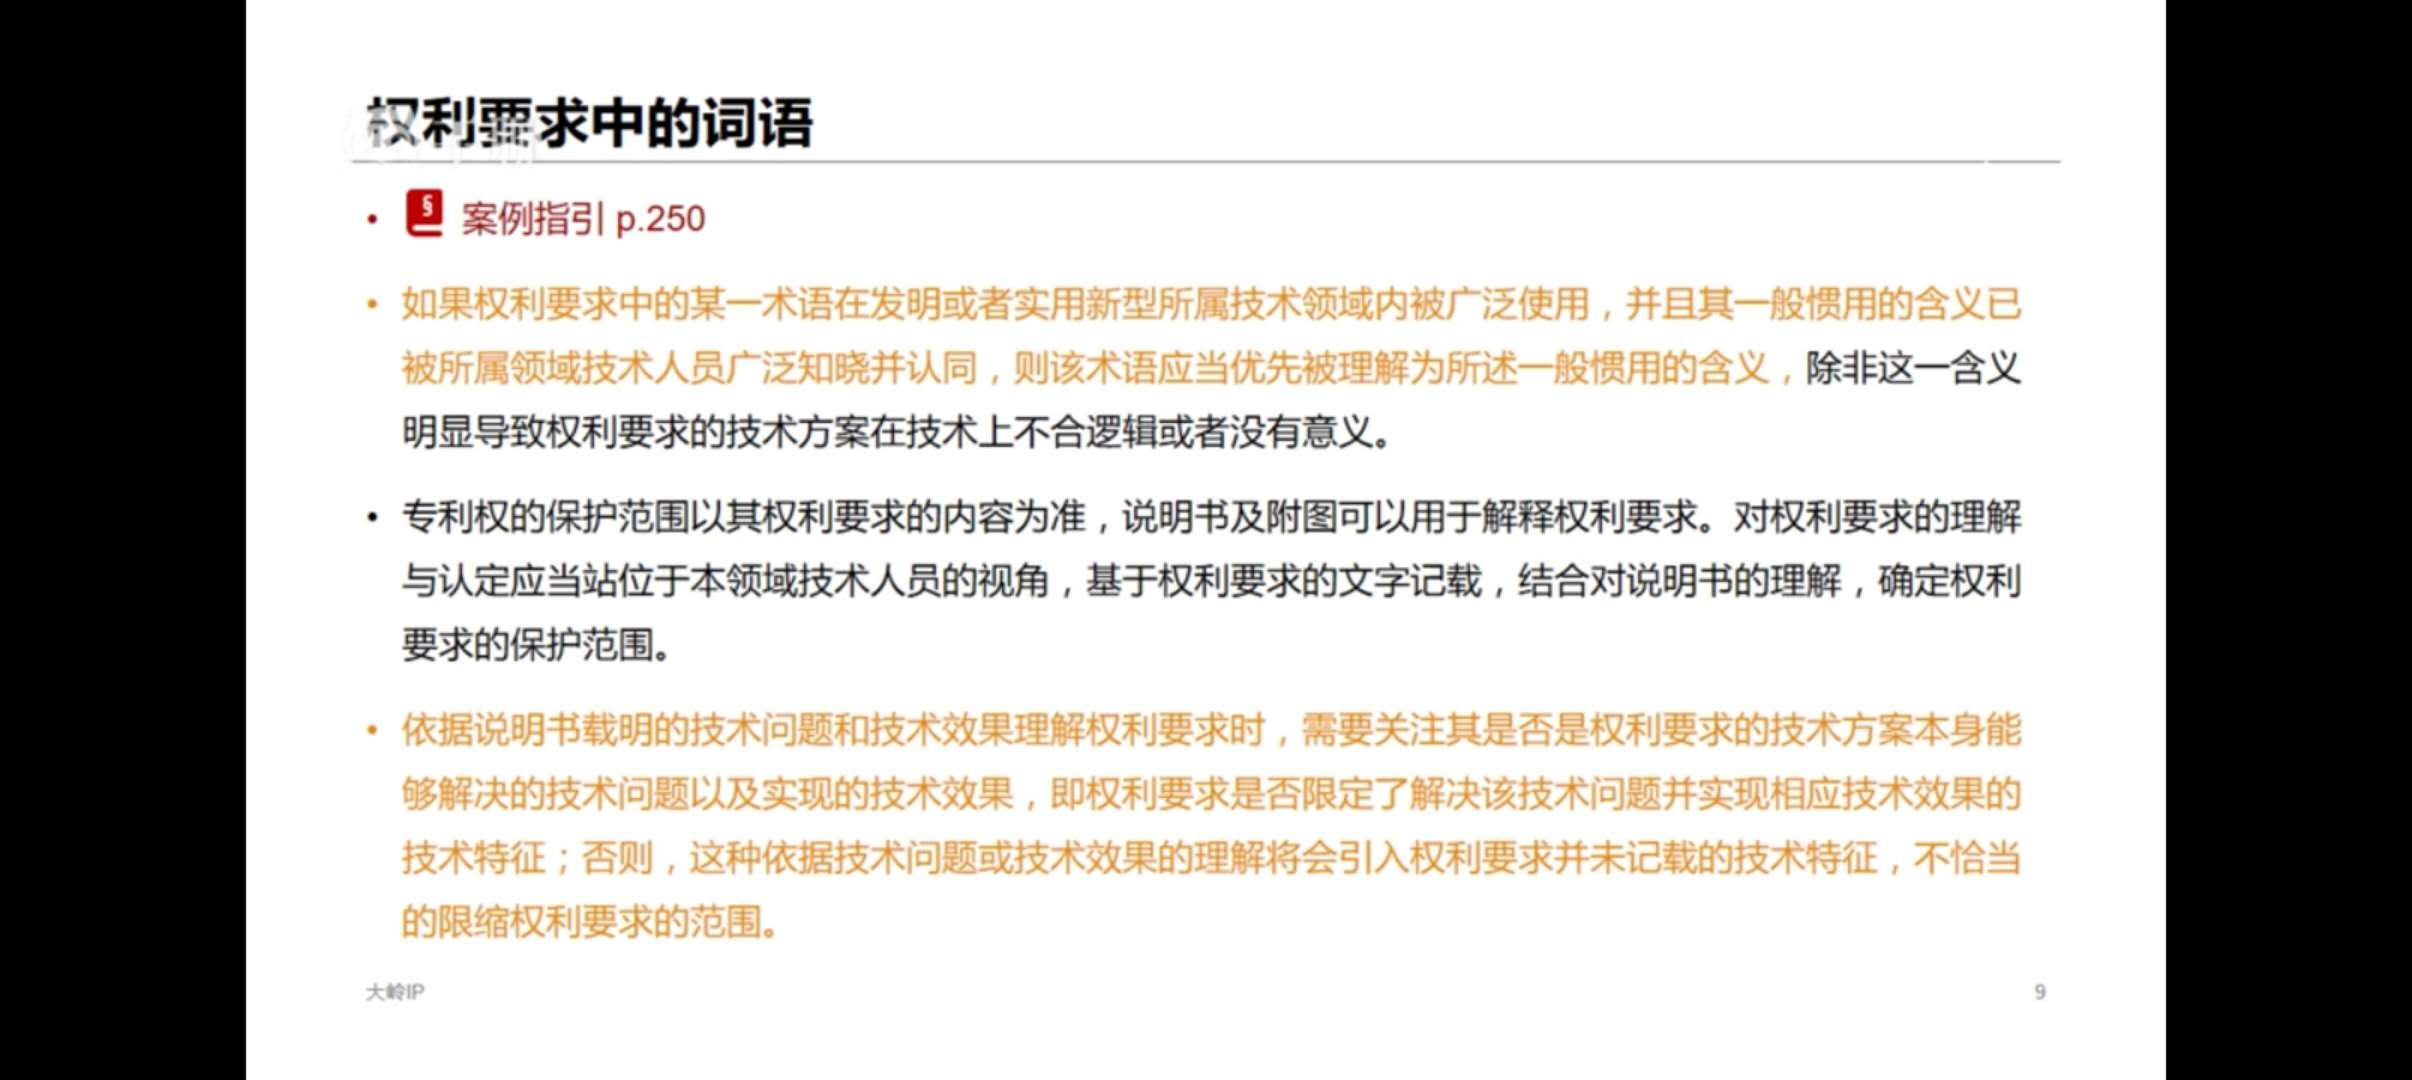 权利要求中的词语
• § 案例指引 p.250
• 如果权利要求中的某一术语在发明或者实用新型所属技术领域内被广泛使用，并且其一般惯用的含义已
被所属领域技术人员广泛知晓并认同，则该术语应当优先被理解为所述一般惯用的含义，除非这一含义
明显导致权利要求的技术方案在技术上不合逻辑或者没有意义。
• 专利权的保护范围以其权利要求的内容为准，说明书及附图可以用于解释权利要求。对权利要求的理解
与认定应当站位于本领域技术人员的视角，基于权利要求的文字记载，结合对说明书的理解，确定权利
要求的保护范围。
• 依据说明书载明的技术问题和技术效果理解权利要求时，需要关注其是否是权利要求的技术方案本身能
够解决的技术问题以及实现的技术效果，即权利要求是否限定了解决该技术问题并实现相应技术效果的
技术特征；否则，这种依据技术问题或技术效果的理解将会引入权利要求并未记载的技术特征，不恰当
的限缩权利要求的范围。
大岭IP
9